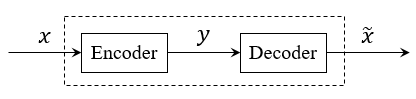 x Encoder y Decoder x̃